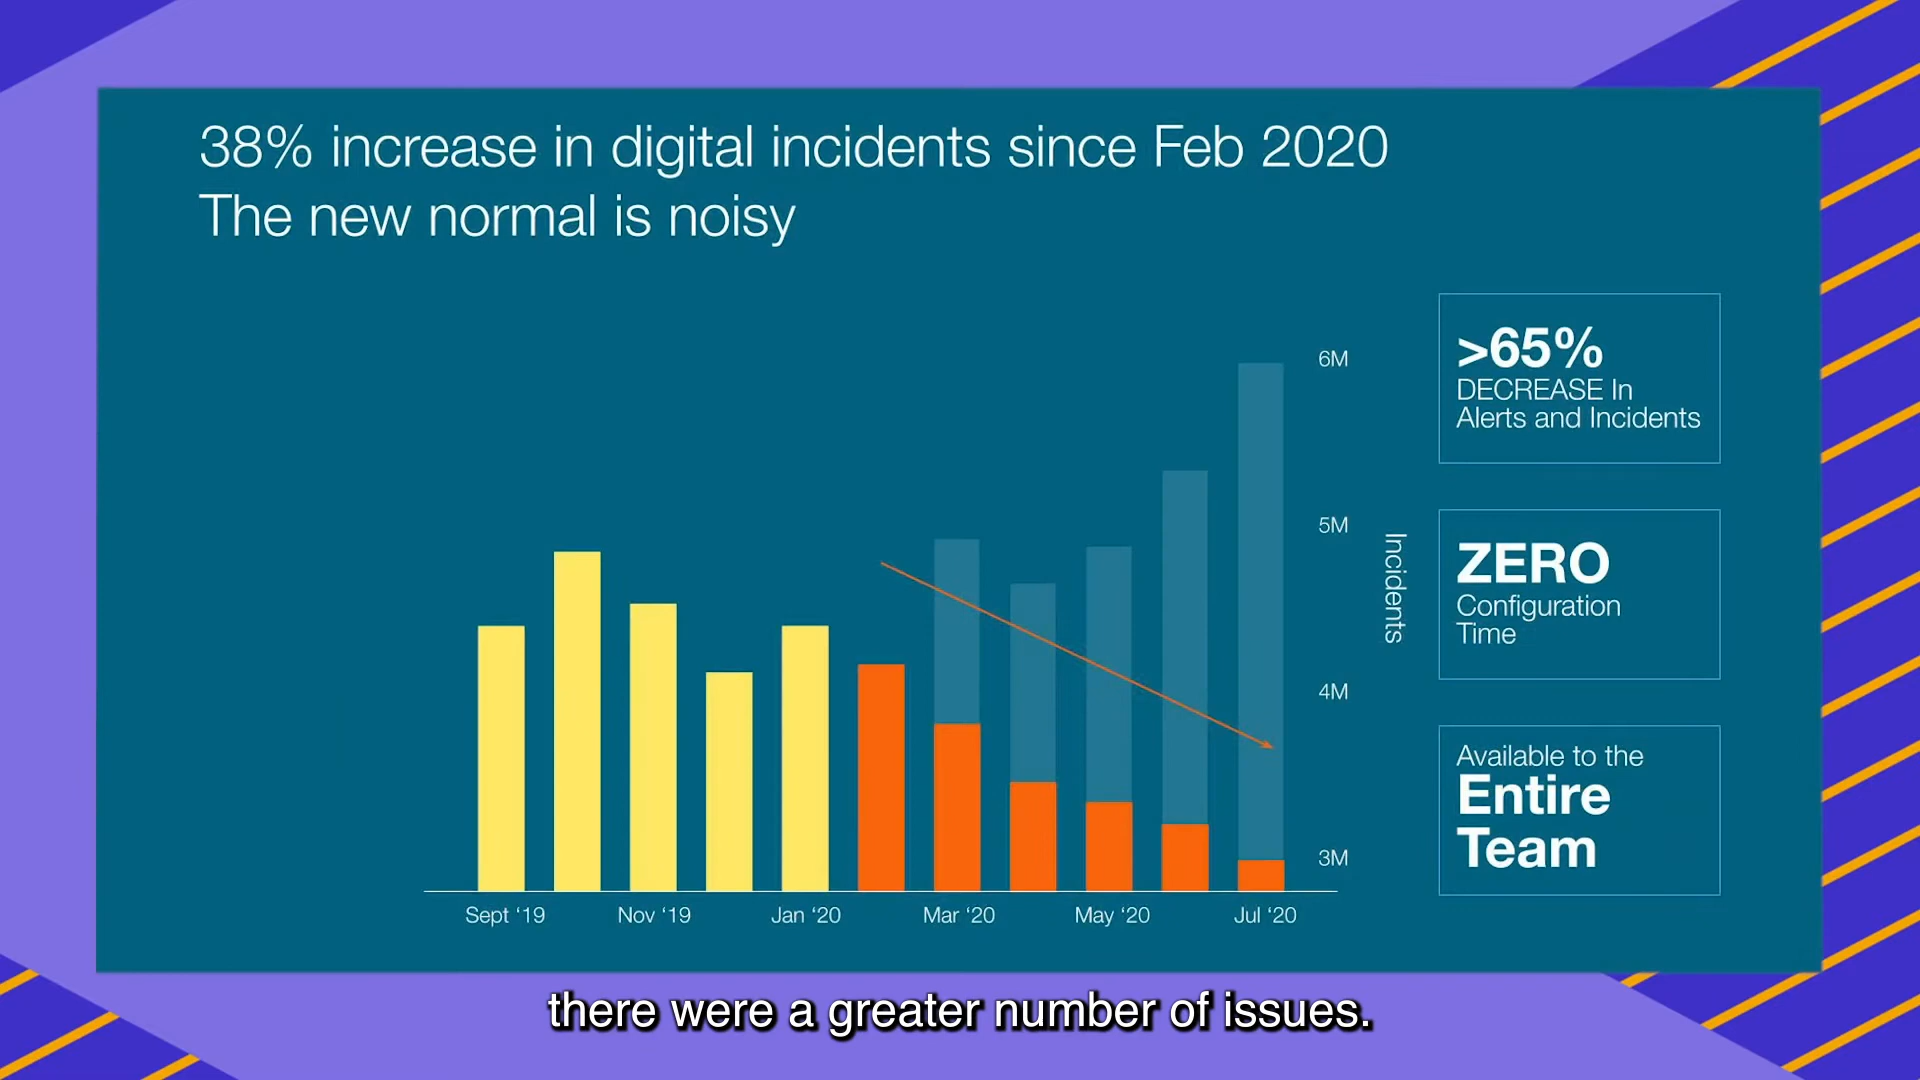 38% increase in digital incidents since Feb 2020
The new normal is noisy
6M
5M
4M
3M
Incidents
Sept ‘19
Nov ‘19
Jan ‘20
Mar ‘20
May ‘20
Jul ‘20
>65%
DECREASE In
Alerts and Incidents
ZERO
Configuration
Time
Available to the
Entire
Team
there were a greater number of issues.